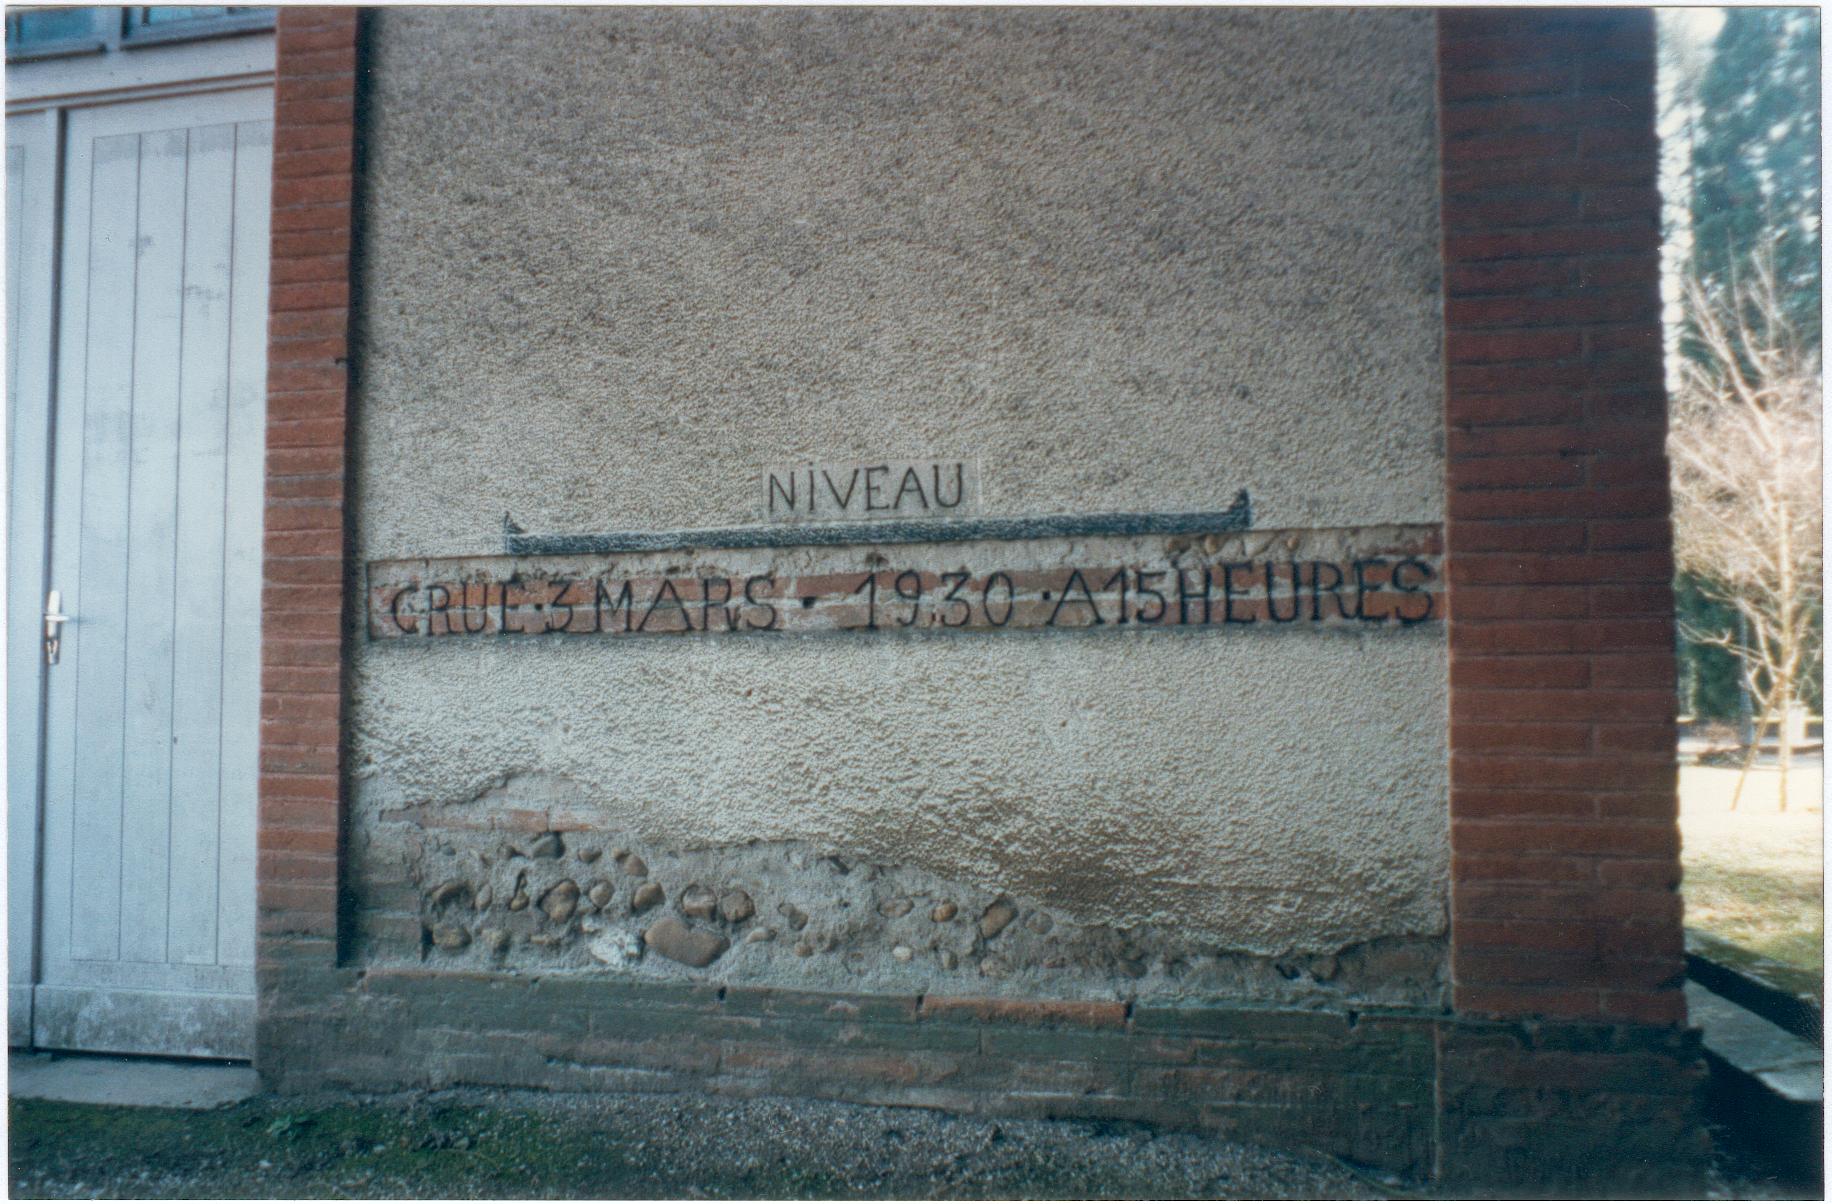 NiVEAU
CRUE·3 MARS · 1930 · A15HEURES